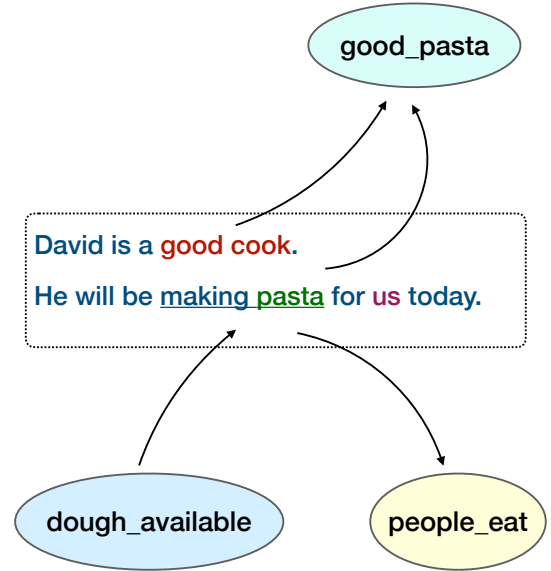 good_pasta
David is a good cook.
He will be making pasta for us today.
dough_available
people_eat